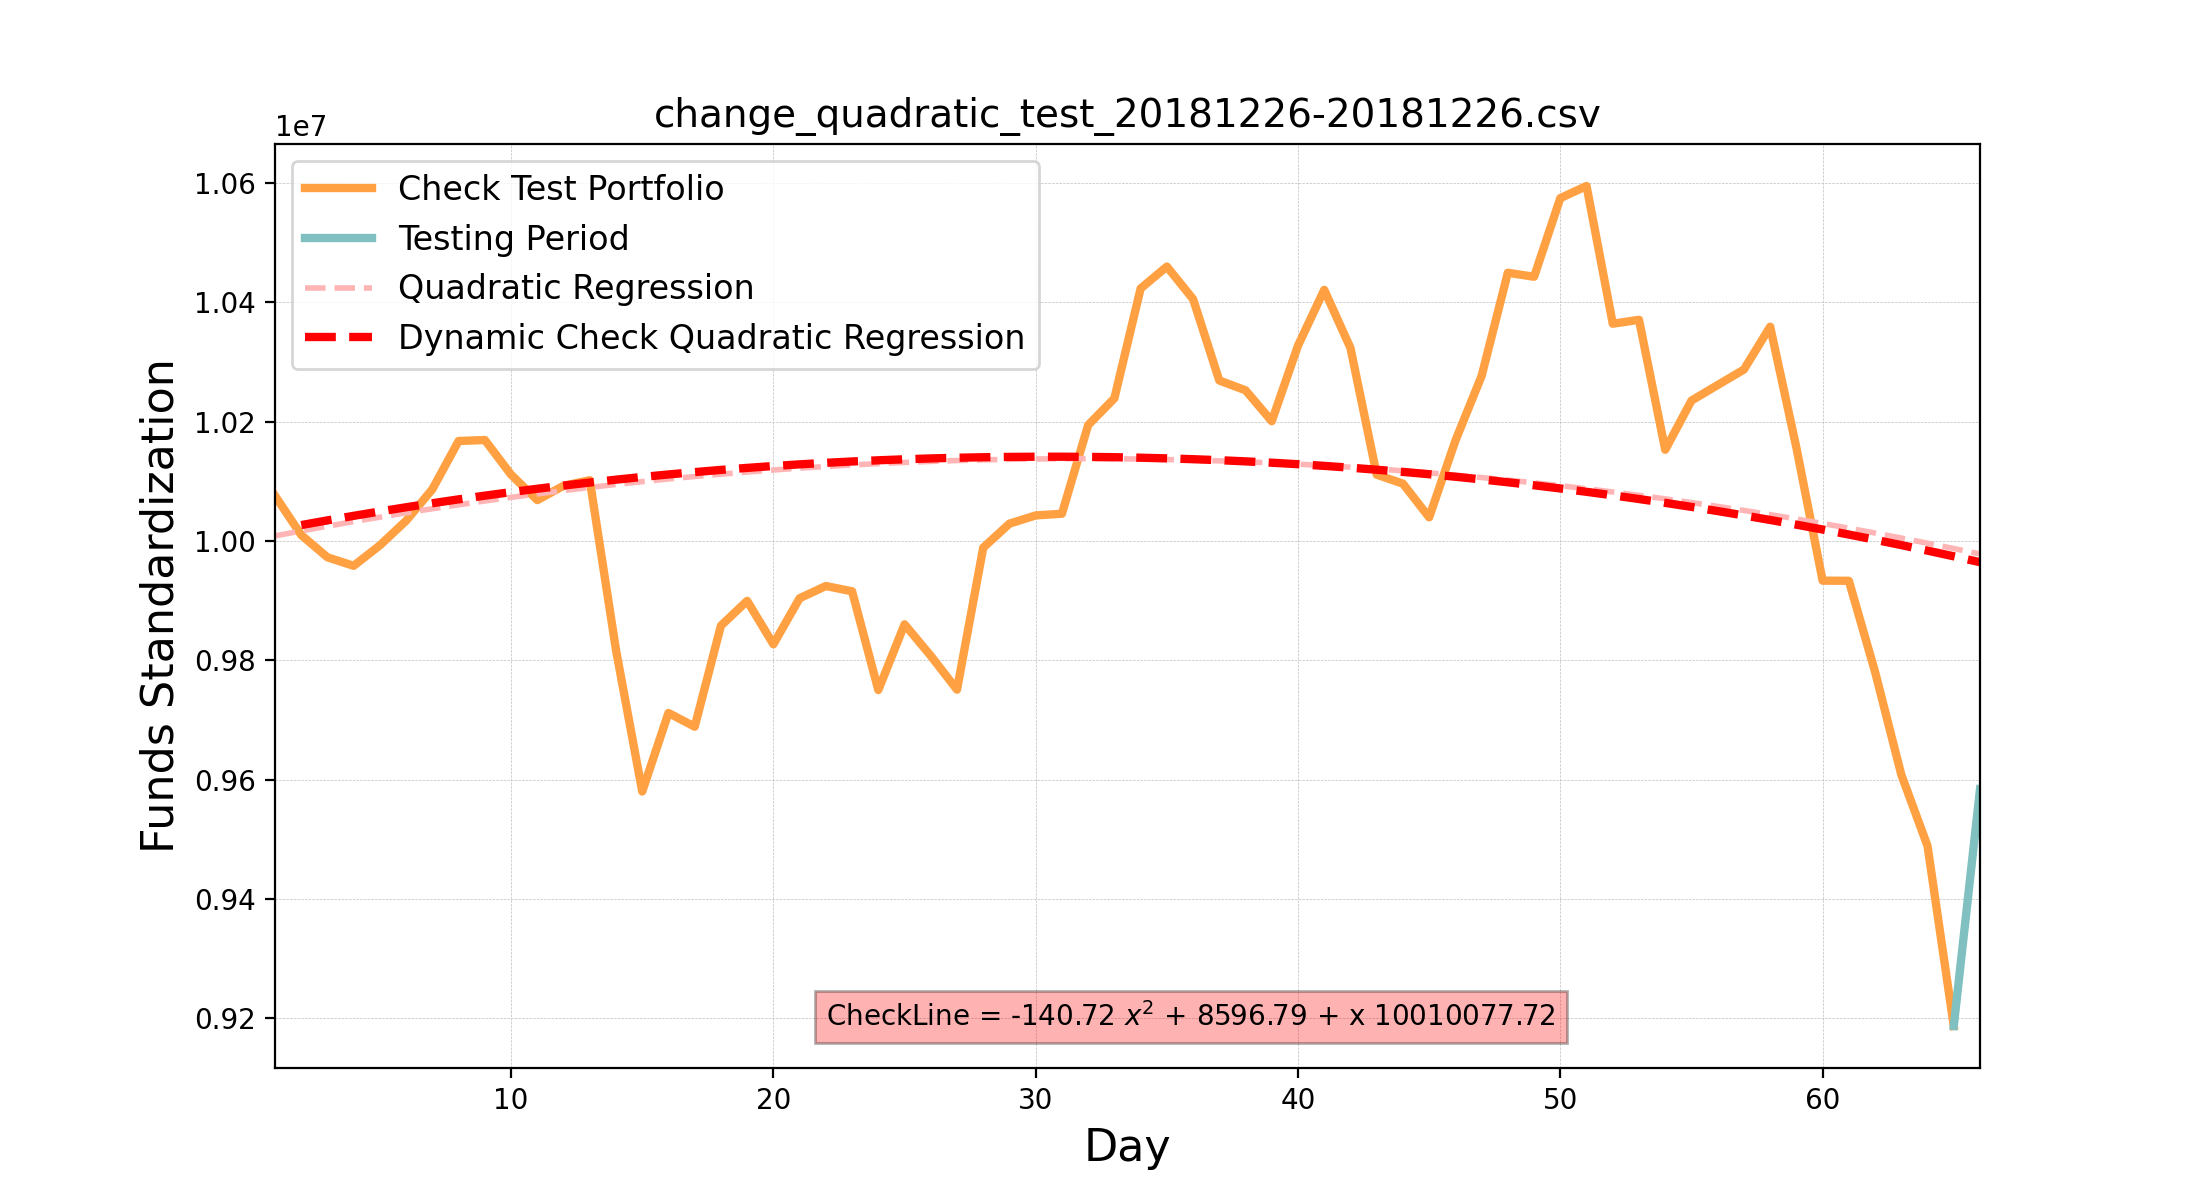 change_quadratic_test_20181226-20181226.csv
1e7
Check Test Portfolio
Testing Period
Quadratic Regression
Dynamic Check Quadratic Regression
1.06
1.04
1.02
1.00
0.98
0.96
0.94
0.92
Funds Standardization
CheckLine = -140.72 x² + 8596.79 + x 10010077.72
10 20 30 40 50 60
Day